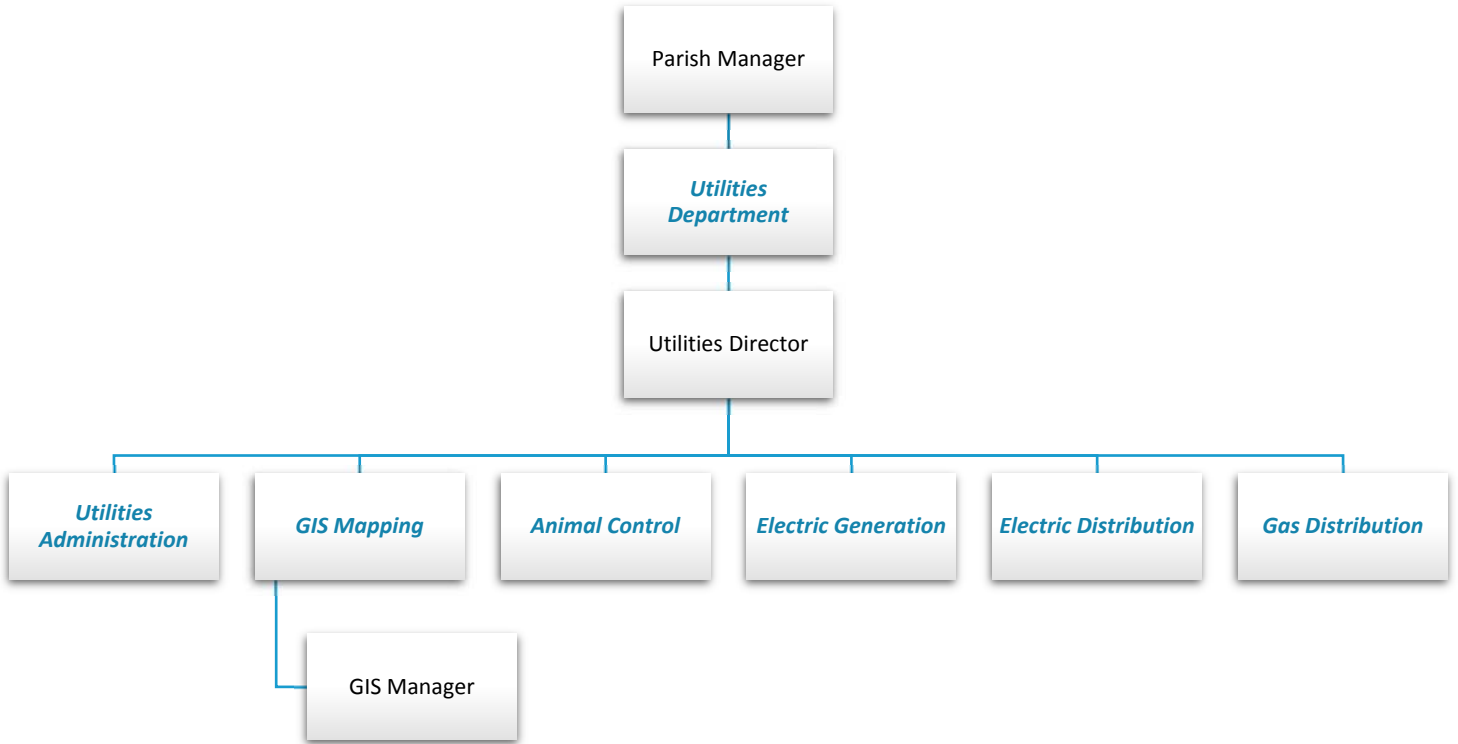 Parish Manager
Utilities
Department
Utilities Director
Utilities
Administration
GIS Mapping
Animal Control
Electric Generation
Electric Distribution
Gas Distribution
GIS Manager